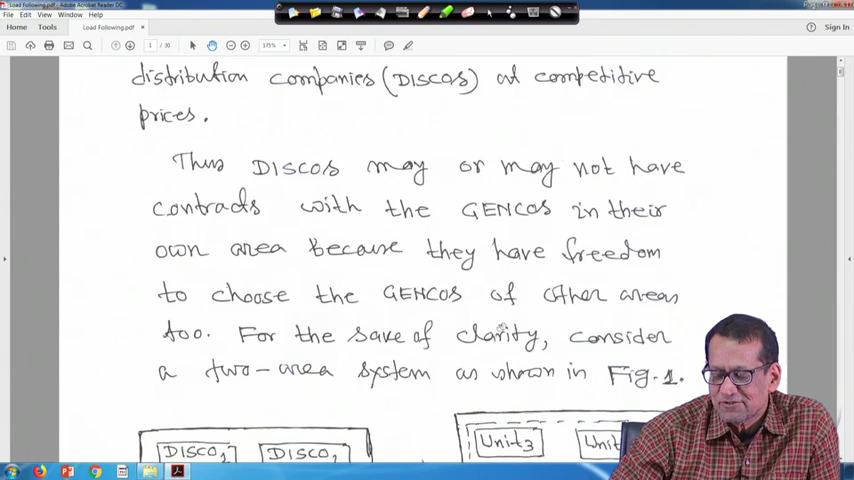 Load Following.pdf - Adobe Acrobat Reader DC
File Edit View Window Help
Home Tools Load Following.pdf × Sign In
1 / 30 175%
distribution companies (DISCOS) at competitive
prices.
Thus DISCOS may or may not have
contracts with the GENCOS in their
own area because they have freedom
to choose the GENCOS of other areas
too. For the sake of clarity, consider
a two-area system as shown in Fig.1.
DISCO1 DISCO2 Unit3 Unit